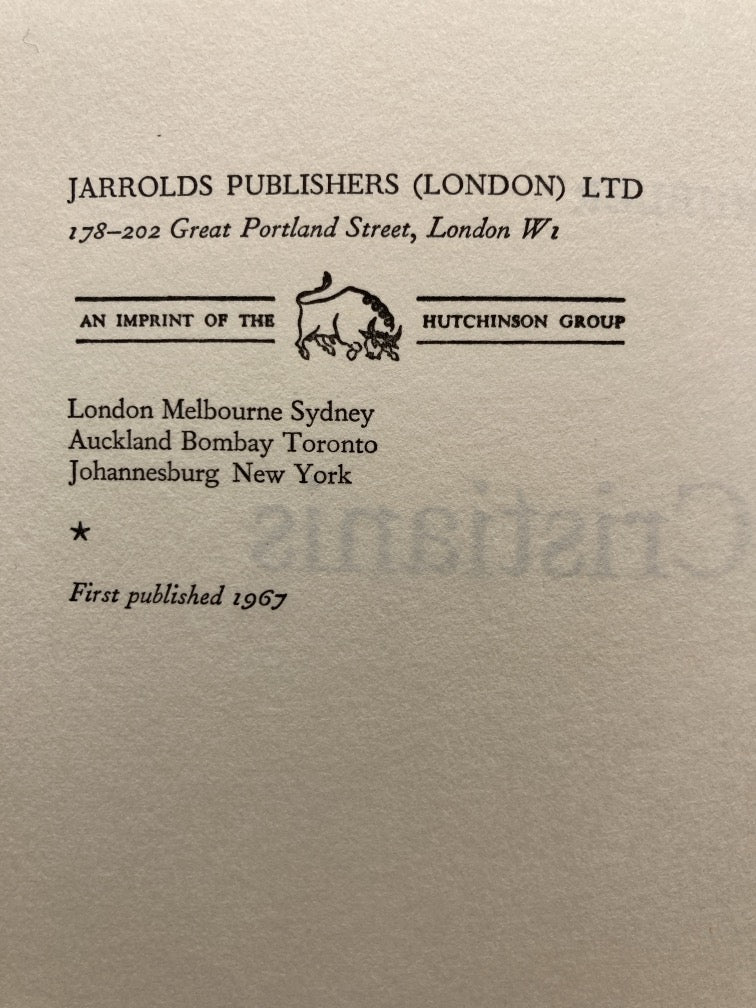 JARROLDS PUBLISHERS (LONDON) LTD
178–202 Great Portland Street, London W1
AN IMPRINT OF THE HUTCHINSON GROUP
London Melbourne Sydney
Auckland Bombay Toronto
Johannesburg New York
★
First published 1967
Cristianis